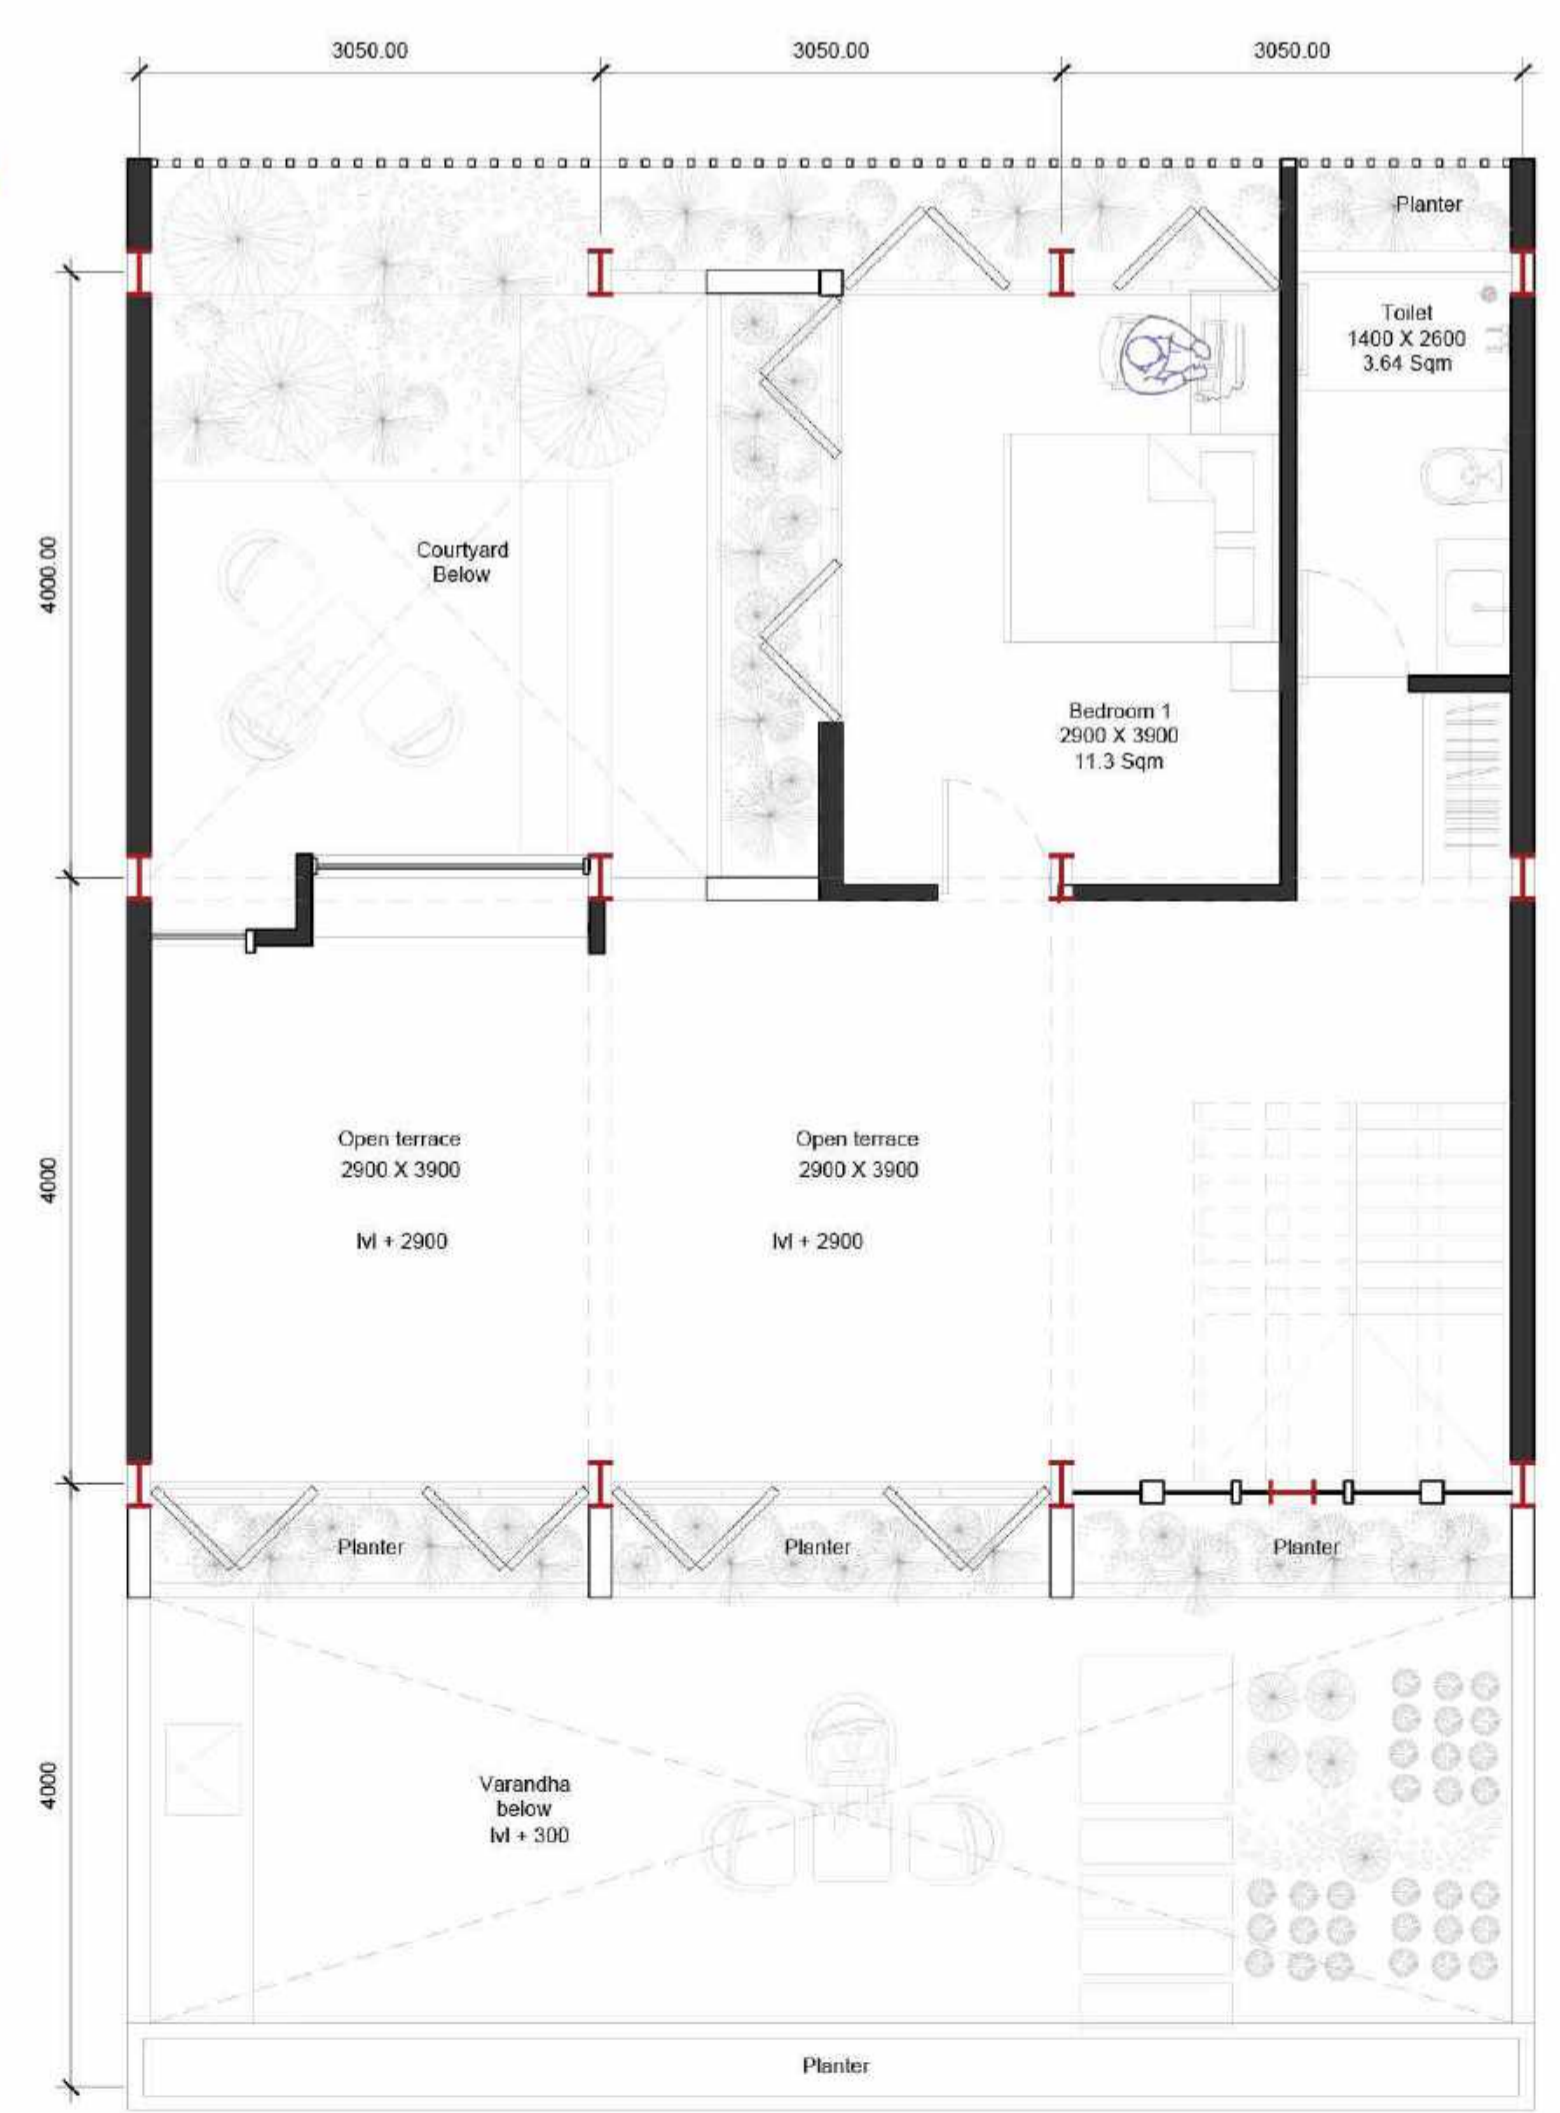 3050.00
3050.00
3050.00
Planter
Toilet
1400 X 2600
3.64 Sqm
4000.00
Courtyard
Below
Bedroom 1
2900 X 3900
11.3 Sqm
4000
Open terrace
2900 X 3900
lvl + 2900
Open terrace
2900 X 3900
lvl + 2900
Planter
Planter
Planter
4000
Varandha
below
lvl + 300
Planter